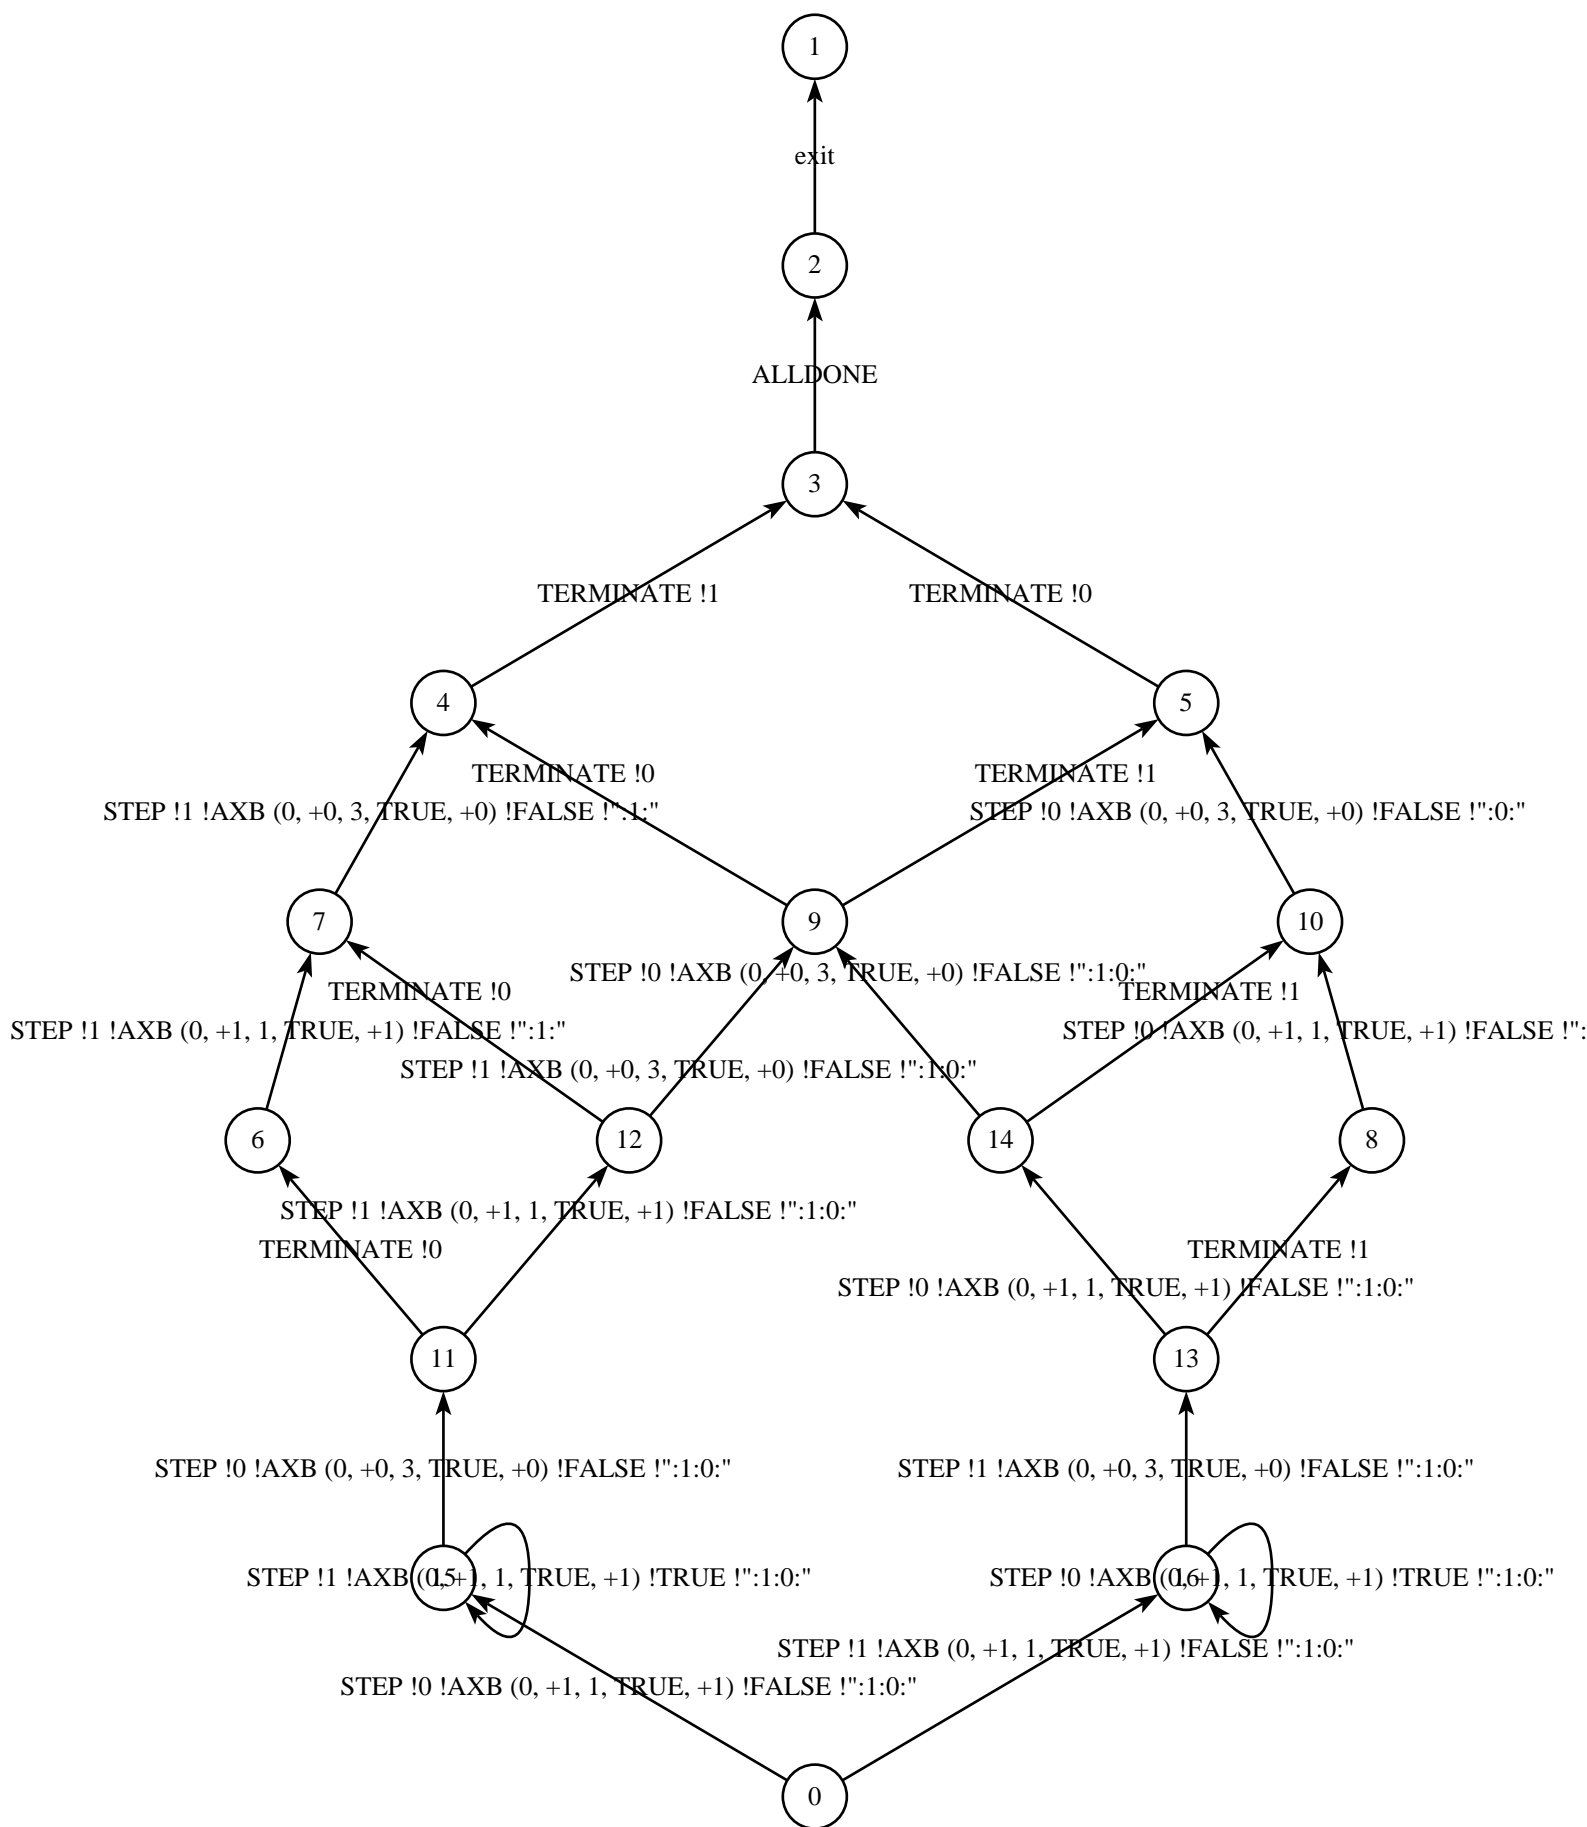 1
exit
2
ALLDONE
3
TERMINATE !1
TERMINATE !0
4
5
TERMINATE !0
TERMINATE !1
STEP !1 !AXB (0, +0, 3, TRUE, +0) !FALSE !":1:"
STEP !0 !AXB (0, +0, 3, TRUE, +0) !FALSE !":0:"
7
9
10
STEP !0 !AXB (0, +0, 3, TRUE, +0) !FALSE !":1:0:"
TERMINATE !0
TERMINATE !1
STEP !1 !AXB (0, +1, 1, TRUE, +1) !FALSE !":1:"
STEP !0 !AXB (0, +1, 1, TRUE, +1) !FALSE !":
STEP !1 !AXB (0, +0, 3, TRUE, +0) !FALSE !":1:0:"
6
12
14
8
STEP !1 !AXB (0, +1, 1, TRUE, +1) !FALSE !":1:0:"
TERMINATE !0
TERMINATE !1
STEP !0 !AXB (0, +1, 1, TRUE, +1) !FALSE !":1:0:"
11
13
STEP !0 !AXB (0, +0, 3, TRUE, +0) !FALSE !":1:0:"
STEP !1 !AXB (0, +0, 3, TRUE, +0) !FALSE !":1:0:"
STEP !1 !AXB (0, +1, 1, TRUE, +1) !TRUE !":1:0:"
15
STEP !0 !AXB (0, +1, 1, TRUE, +1) !TRUE !":1:0:"
16
STEP !1 !AXB (0, +1, 1, TRUE, +1) !FALSE !":1:0:"
STEP !0 !AXB (0, +1, 1, TRUE, +1) !FALSE !":1:0:"
0